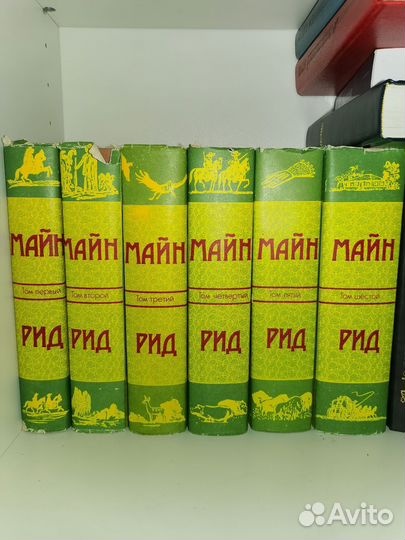 МАЙН
Том первый
РИД
МАЙН
Том второй
РИД
МАЙН
Том третий
РИД
МАЙН
Том четвертый
РИД
МАЙН
Том пятый
РИД
МАЙН
Том шестой
РИД
Avito